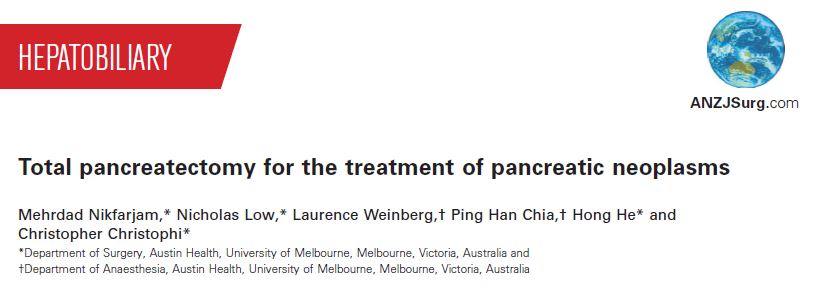 HEPATOBILIARY
ANZJSurg.com
Total pancreatectomy for the treatment of pancreatic neoplasms
Mehrdad Nikfarjam,* Nicholas Low,* Laurence Weinberg,† Ping Han Chia,† Hong He* and
Christopher Christophi*
*Department of Surgery, Austin Health, University of Melbourne, Melbourne, Victoria, Australia and
†Department of Anaesthesia, Austin Health, University of Melbourne, Melbourne, Victoria, Australia